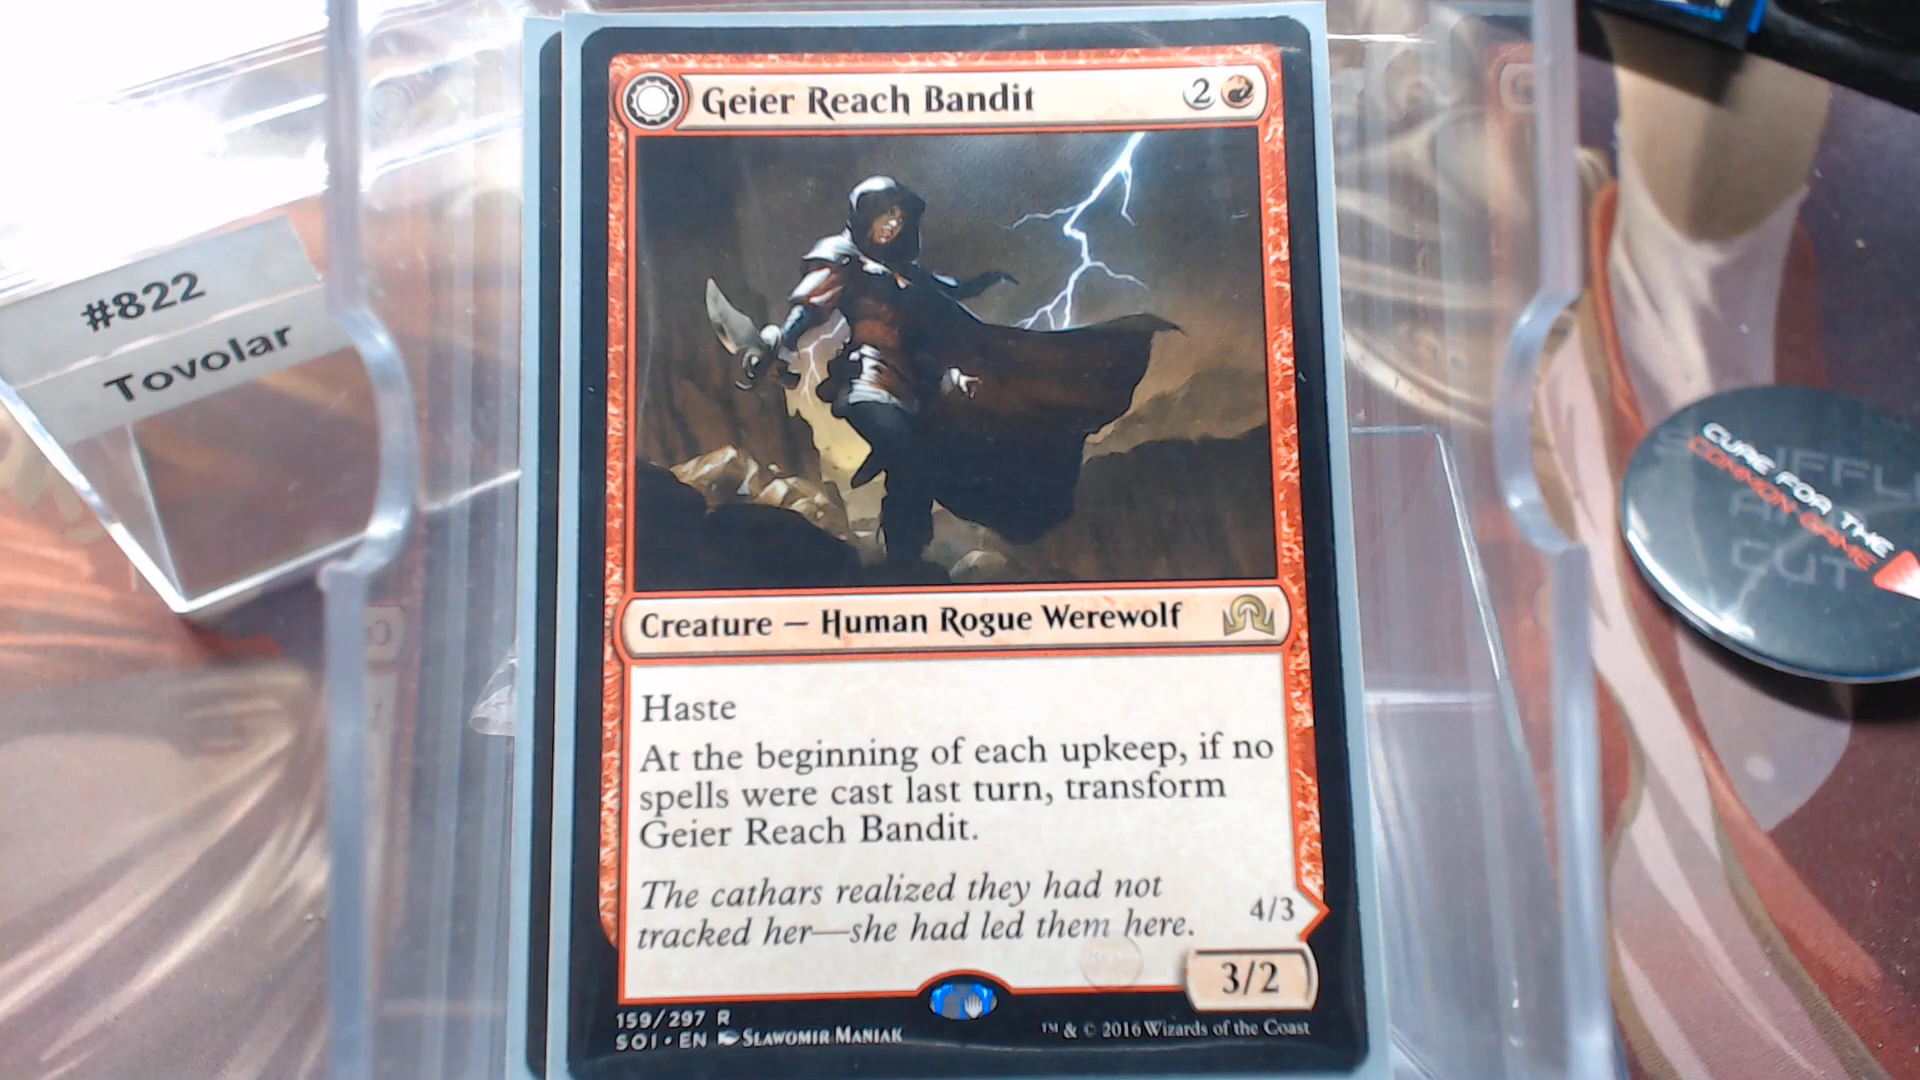 #822
Tovolar
Geier Reach Bandit
2
Creature — Human Rogue Werewolf
Haste
At the beginning of each upkeep, if no
spells were cast last turn, transform
Geier Reach Bandit.
The cathars realized they had not
tracked her—she had led them here.
4/3
3/2
159/297 R
SOI • EN SLAWOMIR MANIAK
™ & © 2016 Wizards of the Coast
CURE FOR THE
COMMON GAME
SHUFFLE
AND
CUT